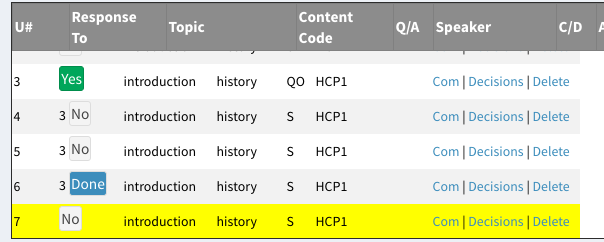 U# Response To Topic Content Code Q/A Speaker C/D A
3 Yes introduction history QO HCP1 Com | Decisions | Delete
4 3 No introduction history S HCP1 Com | Decisions | Delete
5 3 No introduction history S HCP1 Com | Decisions | Delete
6 3 Done introduction history S HCP1 Com | Decisions | Delete
7 No introduction history S HCP1 Com | Decisions | Delete